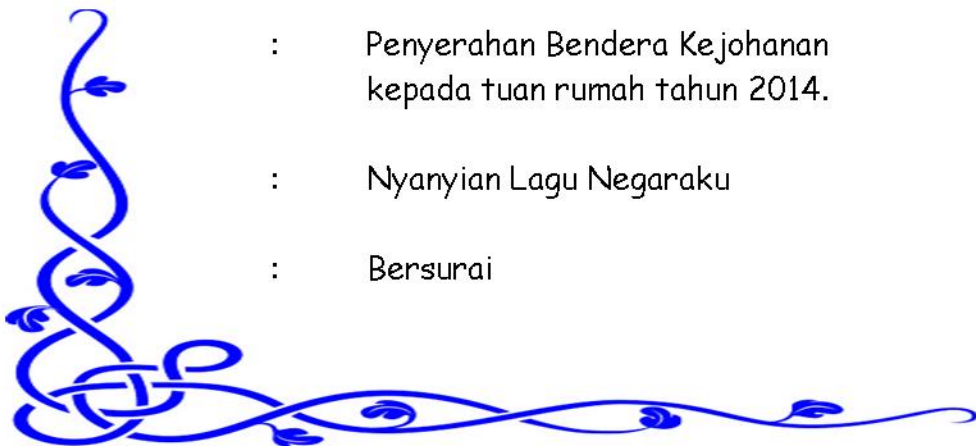 : Penyerahan Bendera Kejohanan
kepada tuan rumah tahun 2014.
: Nyanyian Lagu Negaraku
: Bersurai